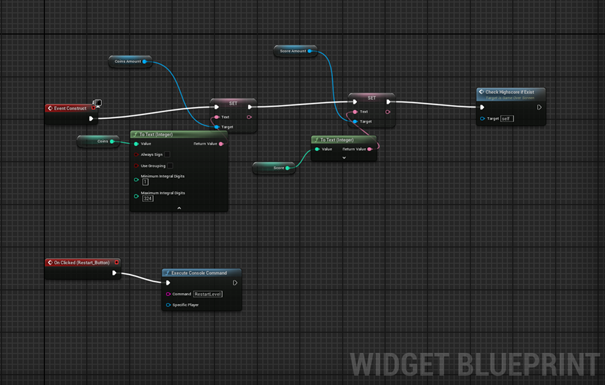 Score Amount
Coins Amount
Check Highscore if Exist
SET
SET
Event Construct
Text
Text
Target
self
Target
Target
To Text (Integer)
Coins
Value
Return Value
To Text (Integer)
Value
Return Value
Always Sign
Use Grouping
Score
Minimum Integral Digits
1
Maximum Integral Digits
324
On Clicked (Restart_Button)
Execute Console Command
Command
RestartLevel
Specific Player
WIDGET BLUEPRINT